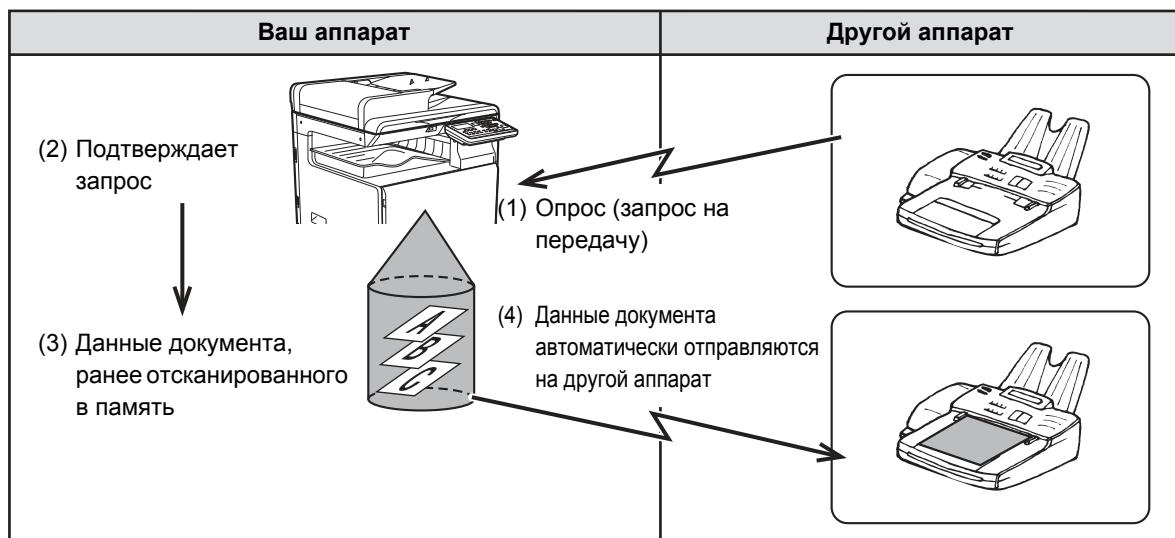 Ваш аппарат
Другой аппарат
(2) Подтверждает
запрос
(1) Опрос (запрос на
передачу)
(3) Данные документа,
ранее отсканированного
в память
A
B
C
(4) Данные документа
автоматически отправляются
на другой аппарат